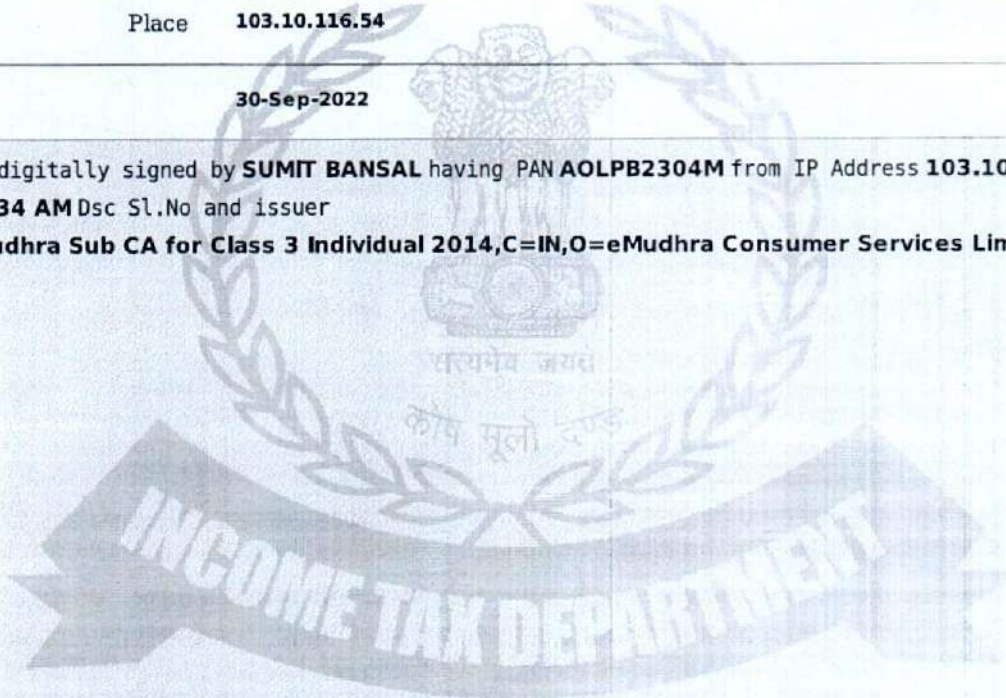 Place 103.10.116.54
30-Sep-2022
digitally signed by SUMIT BANSAL having PAN AOLPB2304M from IP Address 103.10
34 AM Dsc Sl.No and issuer
udhra Sub CA for Class 3 Individual 2014,C=IN,O=eMudhra Consumer Services Lim
सत्यमेव जयते
कोष मूलो दण्ड
INCOME TAX DEPARTMENT